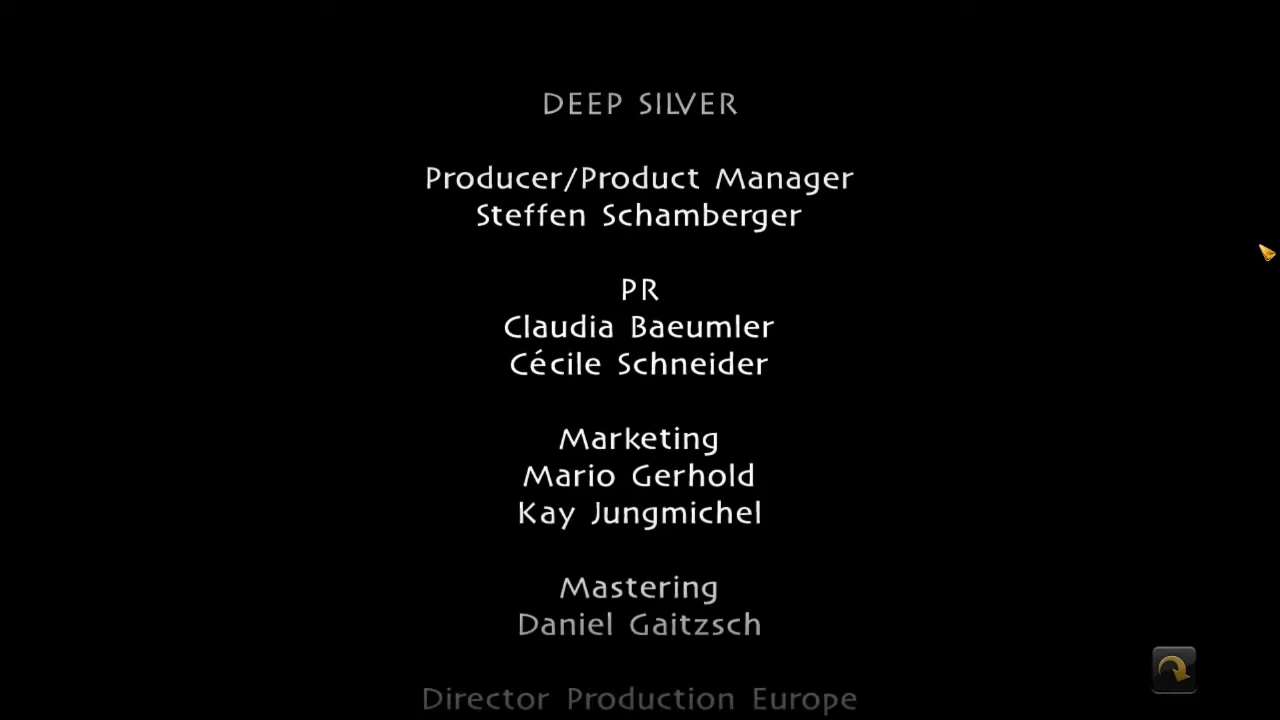 DEEP SILVER
Producer/Product Manager
Steffen Schamberger
PR
Claudia Baeumler
Cécile Schneider
Marketing
Mario Gerhold
Kay Jungmichel
Mastering
Daniel Gaitzsch
Director Production Europe